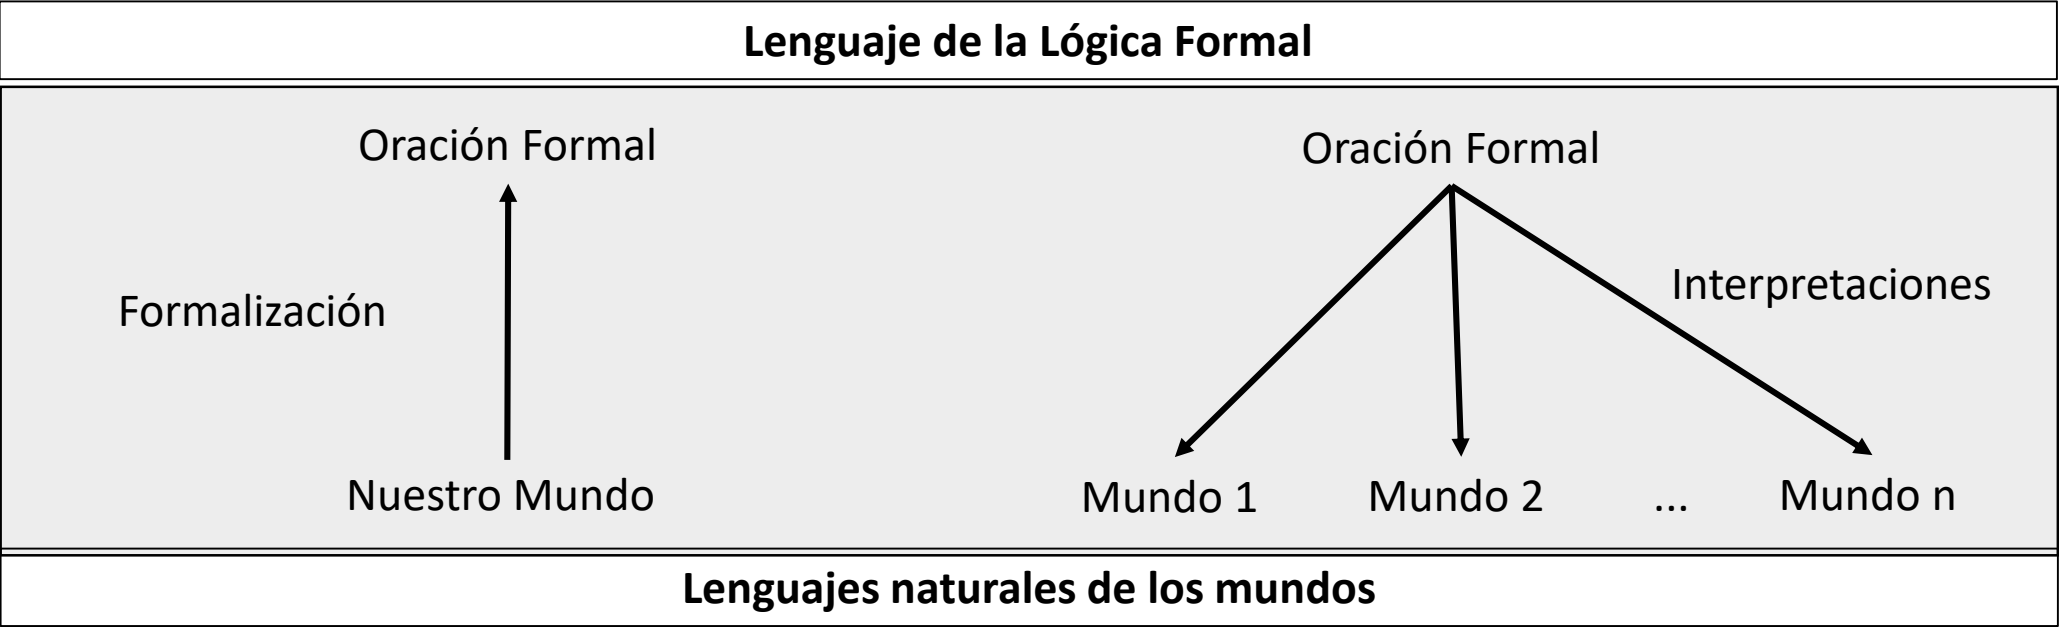 Lenguaje de la Lógica Formal
Oración Formal
Oración Formal
Formalización
Interpretaciones
Nuestro Mundo
Mundo 1
Mundo 2
...
Mundo n
Lenguajes naturales de los mundos